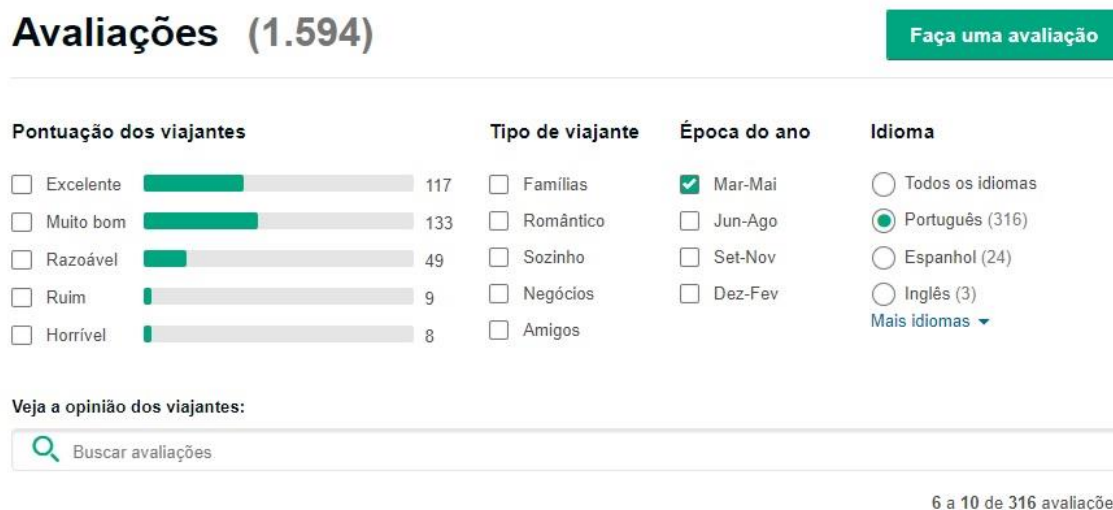 Avaliações (1.594)
Faça uma avaliação
Pontuação dos viajantes
Excelente 117
Muito bom 133
Razoável 49
Ruim 9
Horrível 8
Tipo de viajante
Famílias
Romântico
Sozinho
Negócios
Amigos
Época do ano
Mar-Mai
Jun-Ago
Set-Nov
Dez-Fev
Idioma
Todos os idiomas
Português (316)
Espanhol (24)
Inglês (3)
Mais idiomas
Veja a opinião dos viajantes:
Buscar avaliações
6 a 10 de 316 avaliaçõe